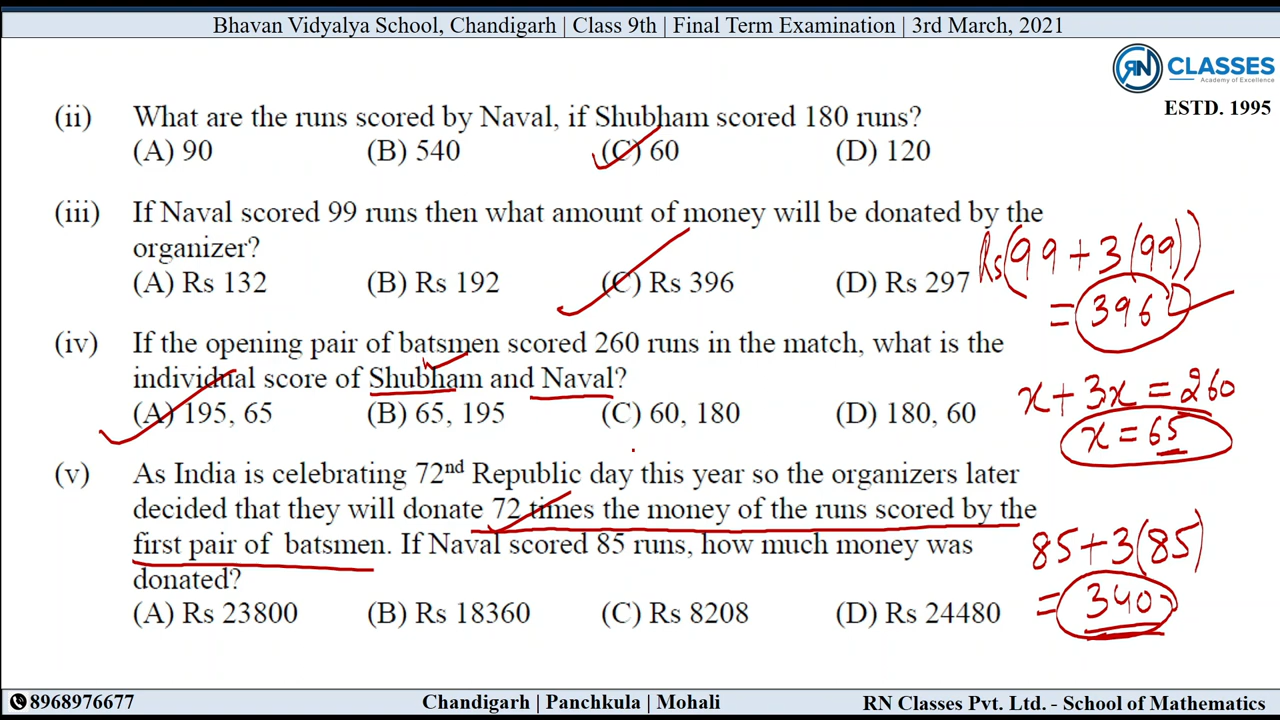 Bhavan Vidyalya School, Chandigarh | Class 9th | Final Term Examination | 3rd March, 2021
RN CLASSES
Academy of Excellence
ESTD. 1995
(ii) What are the runs scored by Naval, if Shubham scored 180 runs?
(A) 90 (B) 540 (C) 60 (D) 120
(iii) If Naval scored 99 runs then what amount of money will be donated by the
organizer?
(A) Rs 132 (B) Rs 192 (C) Rs 396 (D) Rs 297
Rs(99 + 3(99))
= 396
(iv) If the opening pair of batsmen scored 260 runs in the match, what is the
individual score of Shubham and Naval?
(A) 195, 65 (B) 65, 195 (C) 60, 180 (D) 180, 60
x + 3x = 260
x = 65
(v) As India is celebrating 72nd Republic day this year so the organizers later
decided that they will donate 72 times the money of the runs scored by the
first pair of batsmen. If Naval scored 85 runs, how much money was
donated?
(A) Rs 23800 (B) Rs 18360 (C) Rs 8208 (D) Rs 24480
85+3(85)
= 340
8968976677 Chandigarh | Panchkula | Mohali RN Classes Pvt. Ltd. - School of Mathematics